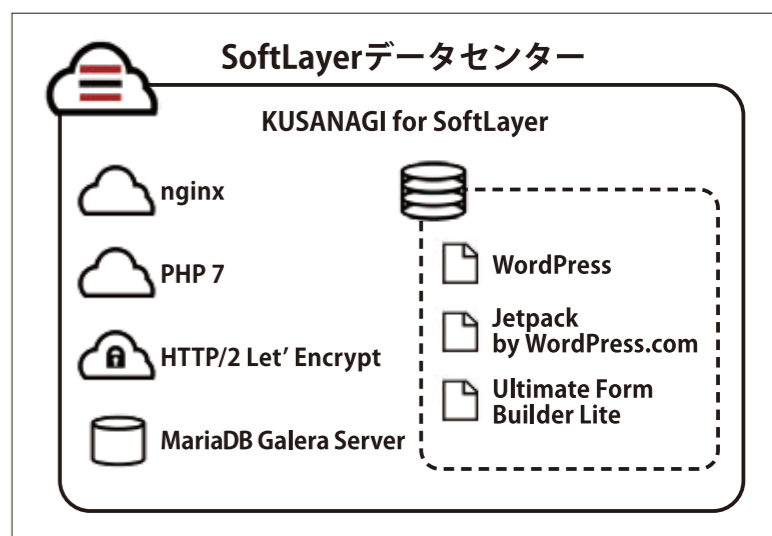 SoftLayerデータセンター
KUSANAGI for SoftLayer
nginx
PHP 7
HTTP/2 Let’ Encrypt
MariaDB Galera Server
WordPress
Jetpack
by WordPress.com
Ultimate Form
Builder Lite